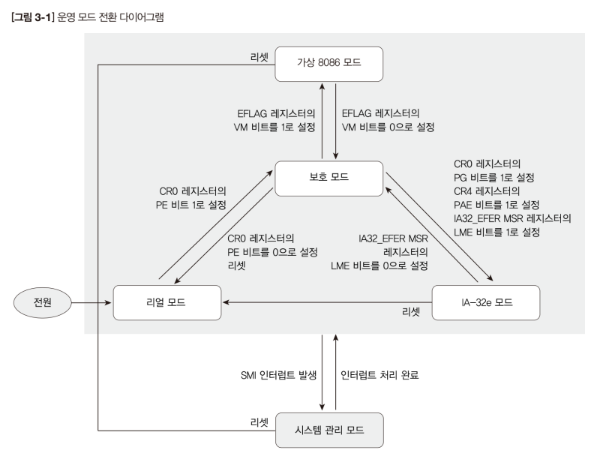 [그림 3-1] 운영 모드 전환 다이어그램
리셋
가상 8086 모드
EFLAG 레지스터의
VM 비트를 1로 설정
EFLAG 레지스터의
VM 비트를 0으로 설정
보호 모드
CR0 레지스터의
PE 비트 1로 설정
CR0 레지스터의
PG 비트를 1로 설정
CR4 레지스터의
PAE 비트를 1로 설정
IA32_EFER MSR 레지스터의
LME 비트를 1로 설정
CR0 레지스터의
PE 비트를 0으로 설정
리셋
IA32_EFER MSR
레지스터의
LME 비트를 0으로 설정
전원
리얼 모드
리셋
IA-32e 모드
SMI 인터럽트 발생
인터럽트 처리 완료
리셋
시스템 관리 모드